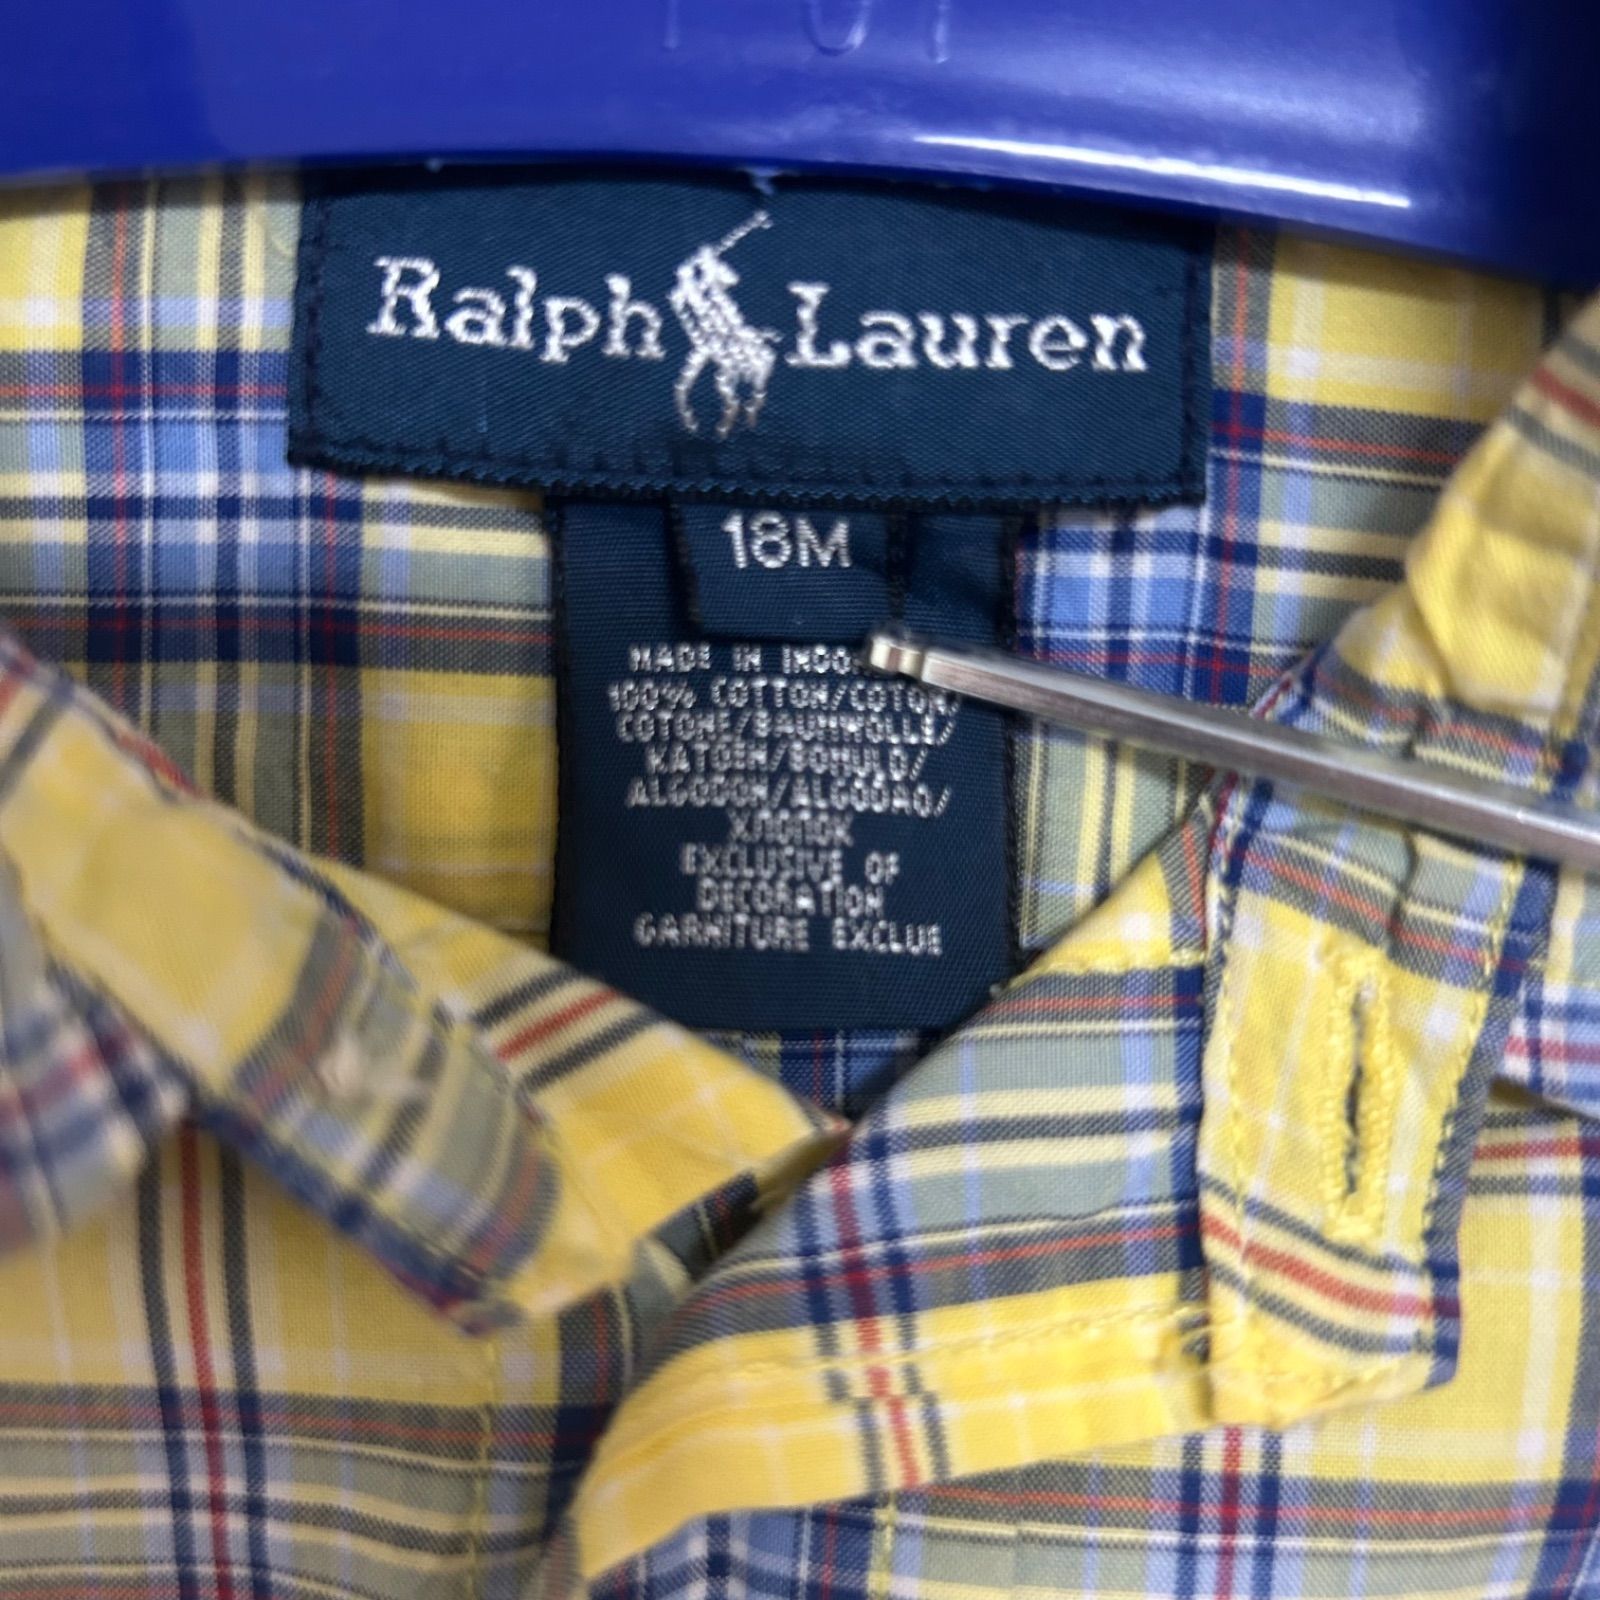 Ralph Lauren
18M
MADE IN
100% COTTON/COTON/
COTONE/BAUMWOLLE/
KATOEN/BOMULD/
ALGODON/ALGODAO/
ХЛОПОК
EXCLUSIVE OF
DECORATION
GARNITURE EXCLUE